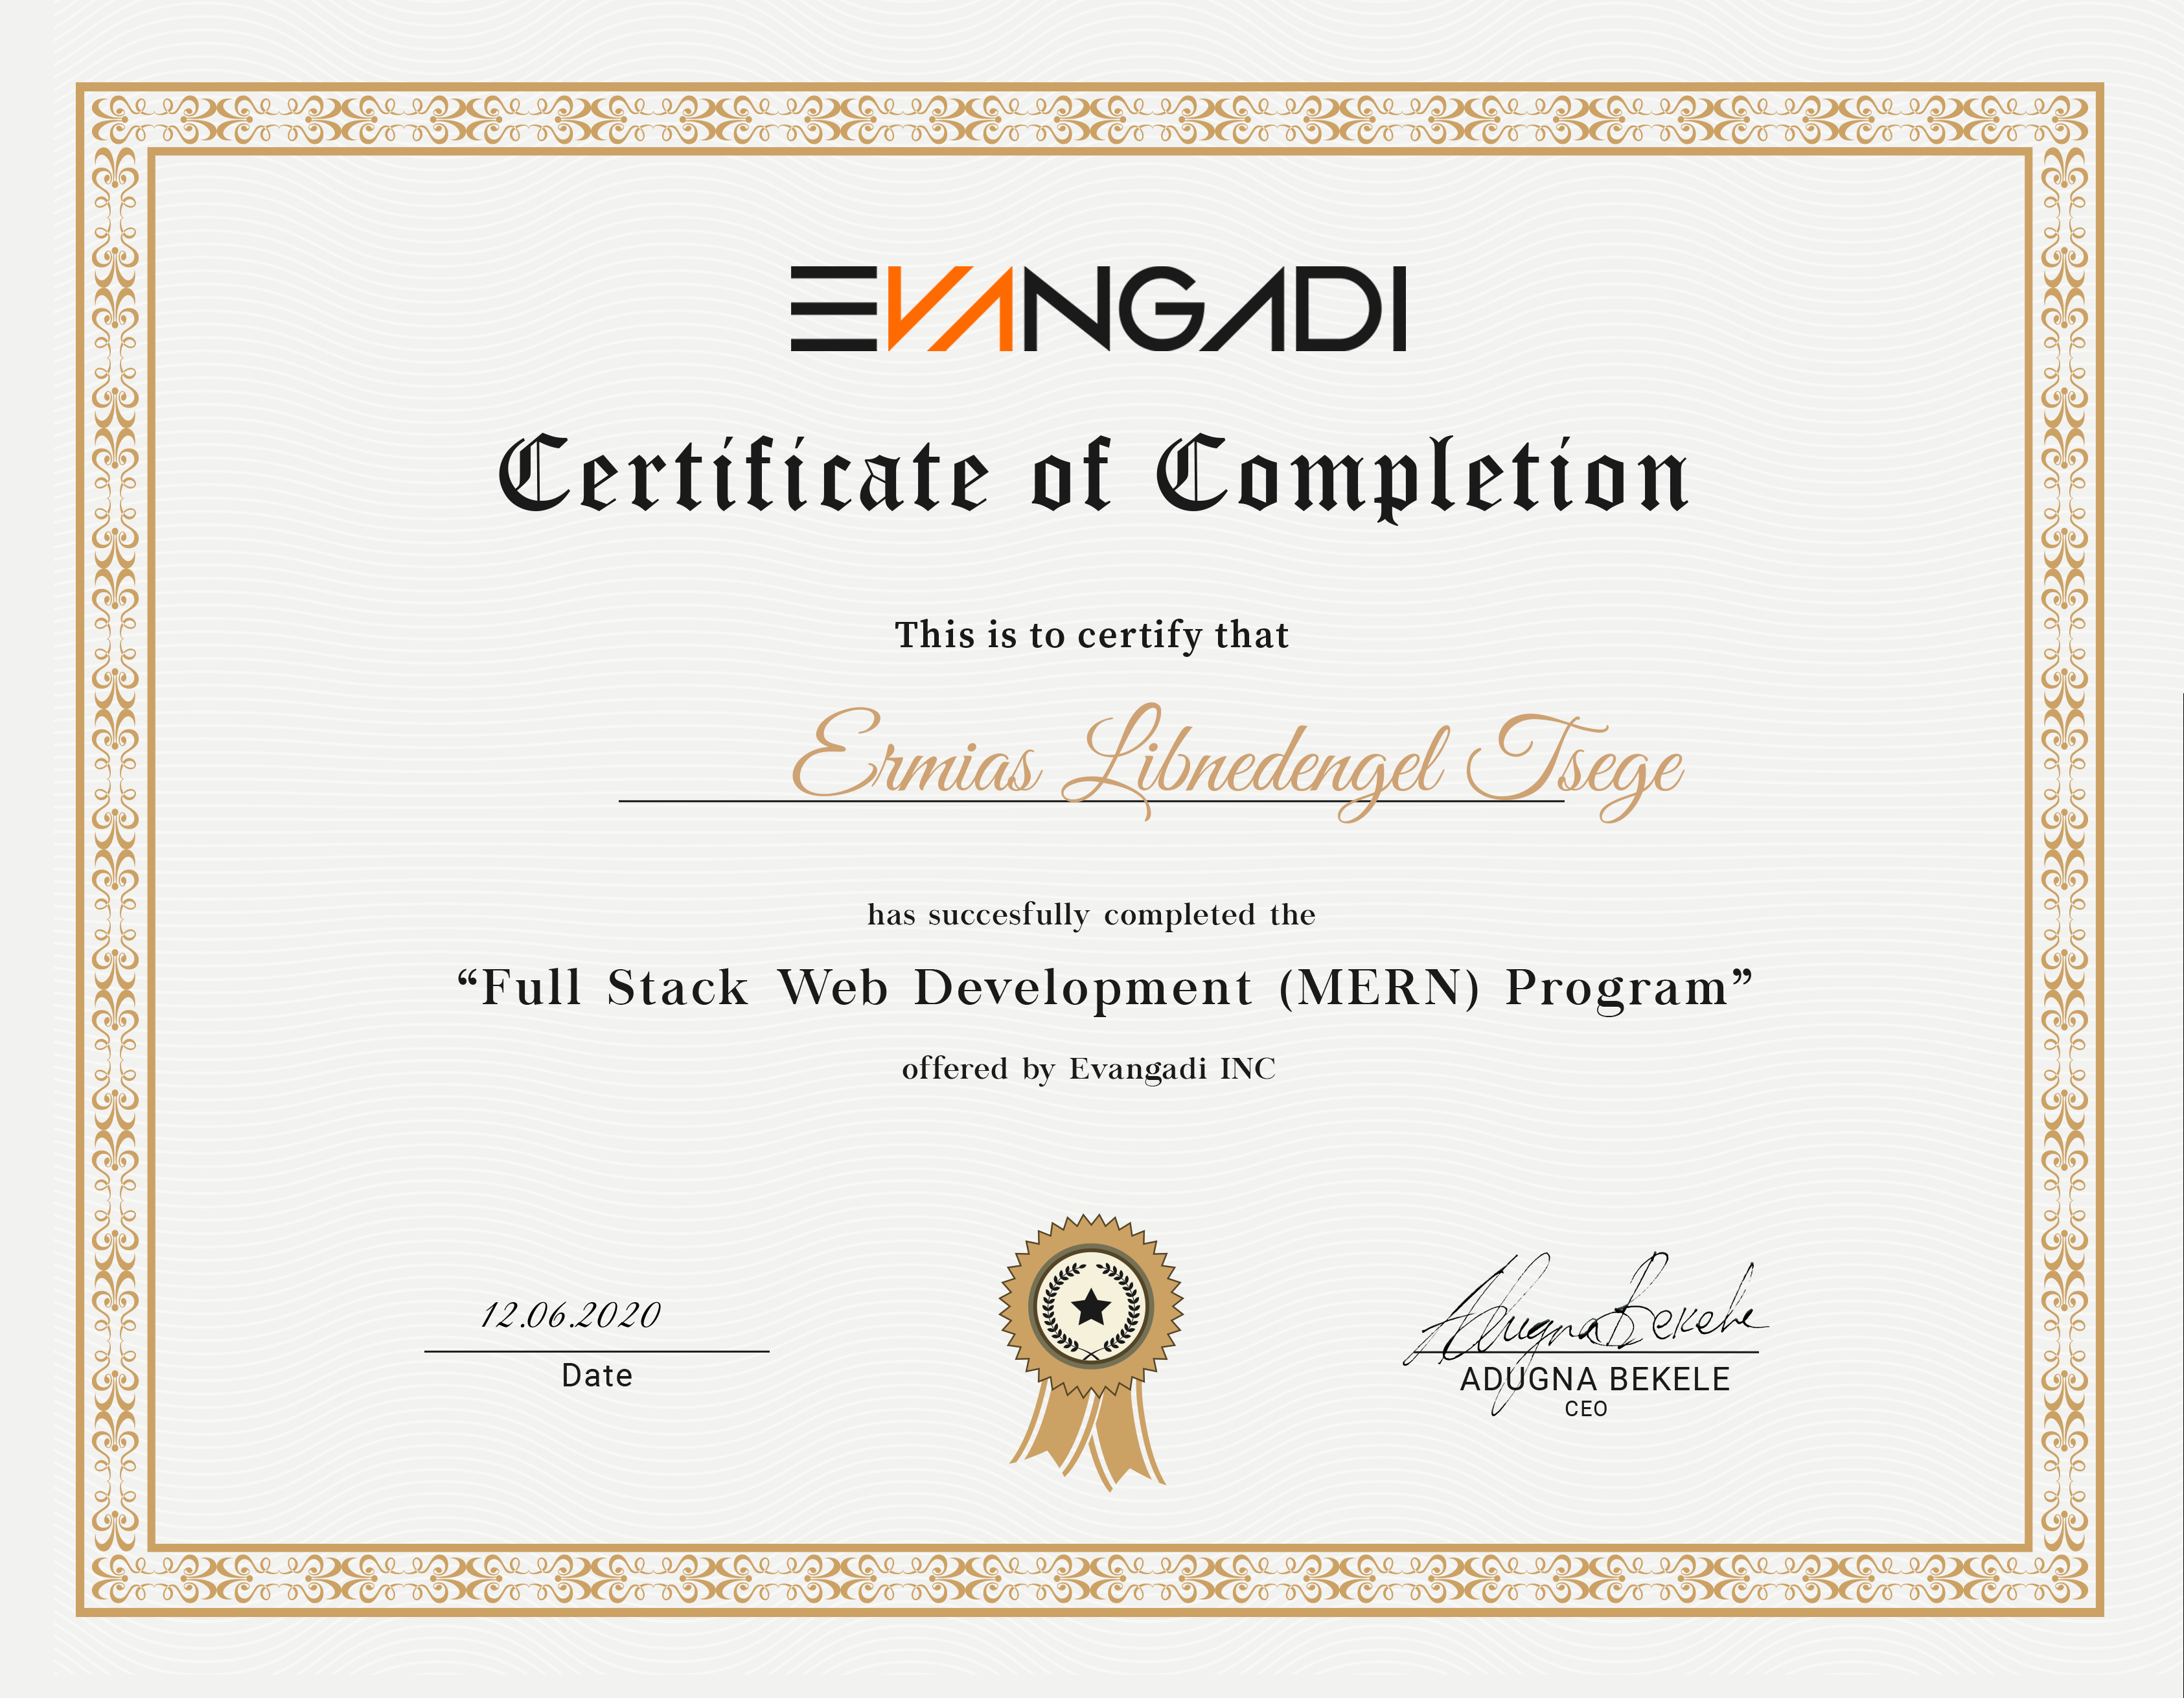 EVANGADI
Certificate of Completion
This is to certify that
Ermias Libnedengel Tsege
has succesfully completed the
“Full Stack Web Development (MERN) Program”
offered by Evangadi INC
12.06.2020
Date
Adugna Bekele
ADUGNA BEKELE
CEO